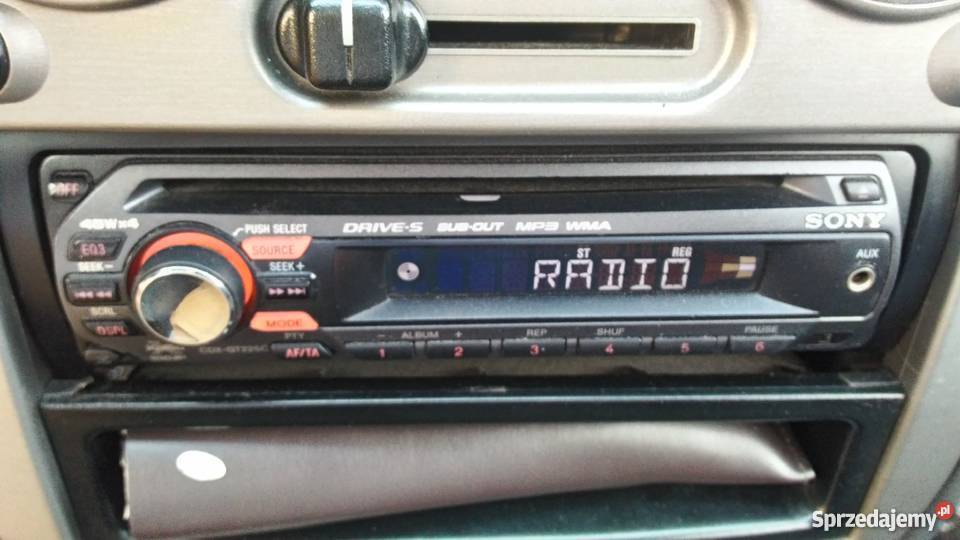 OFF
45W×4
PUSH SELECT
DRIVE-S SUB-OUT MP3 WMA
SONY
EQ3
SOURCE
ST
REG
RADIO
AUX
SEEK−
SEEK+
SCRL
DSPL
MODE
PTY
AF/TA
− ALBUM +
REP
SHUF
PAUSE
1 2 3 4 5 6
Sprzedajemy.pl